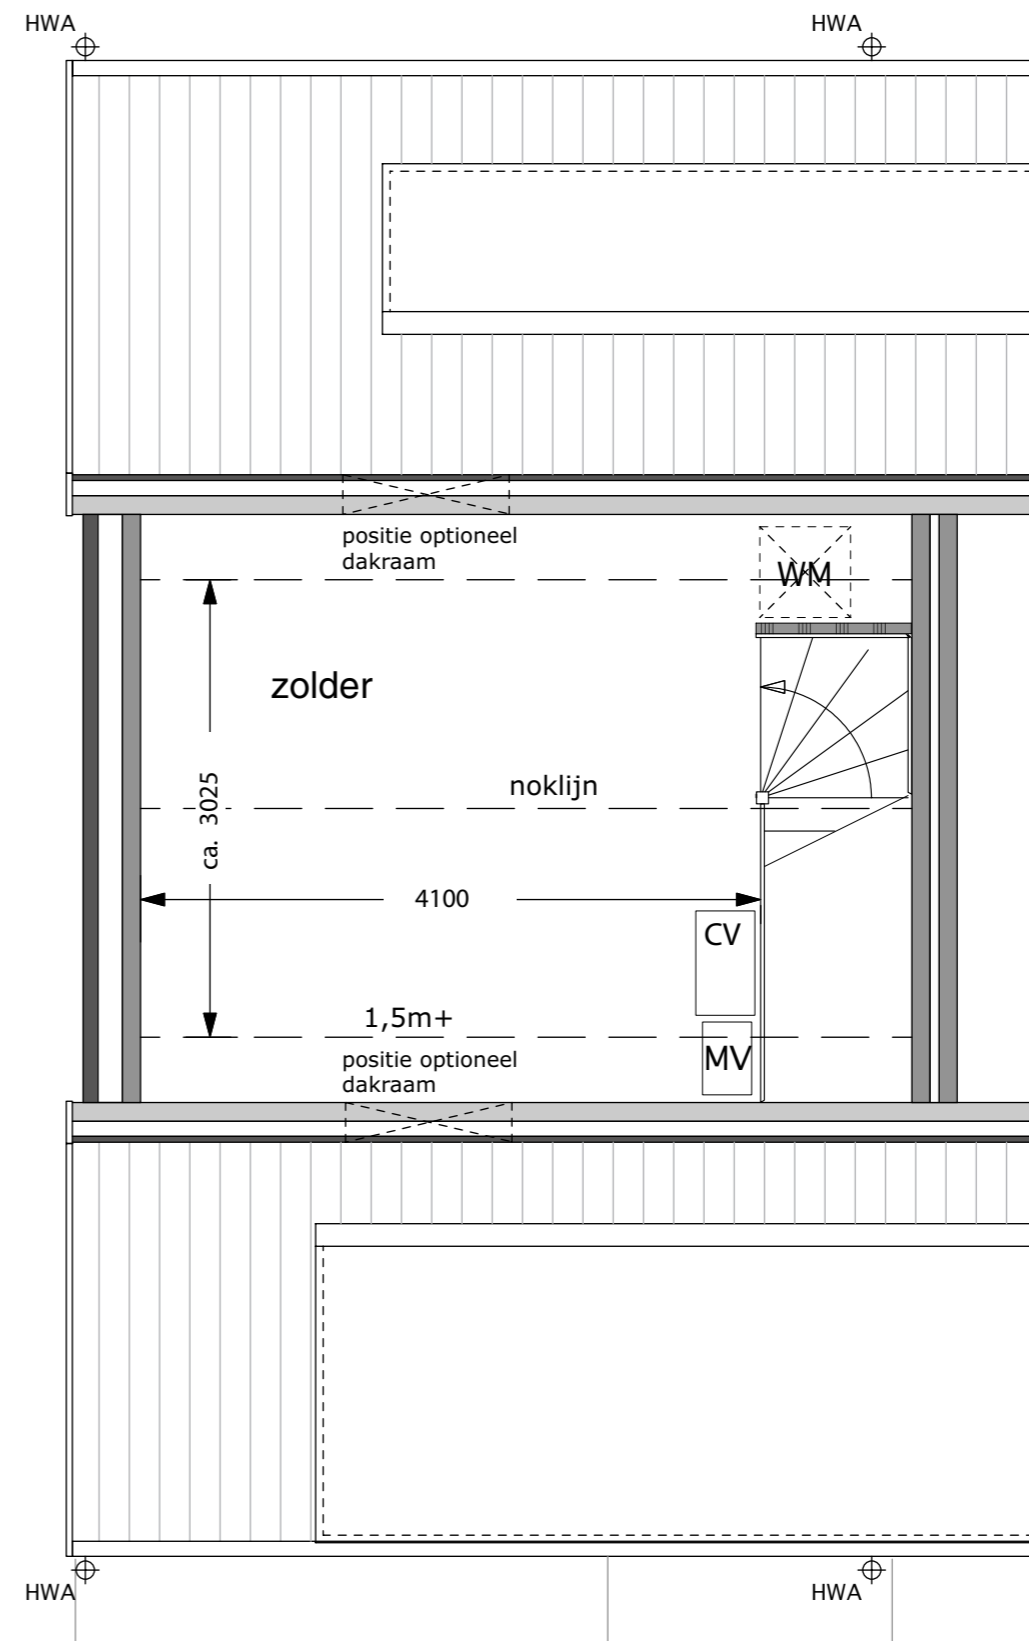 HWA
HWA
positie optioneel
dakraam
WM
zolder
noklijn
ca. 3025
4100
CV
1,5m+
MV
positie optioneel
dakraam
HWA
HWA